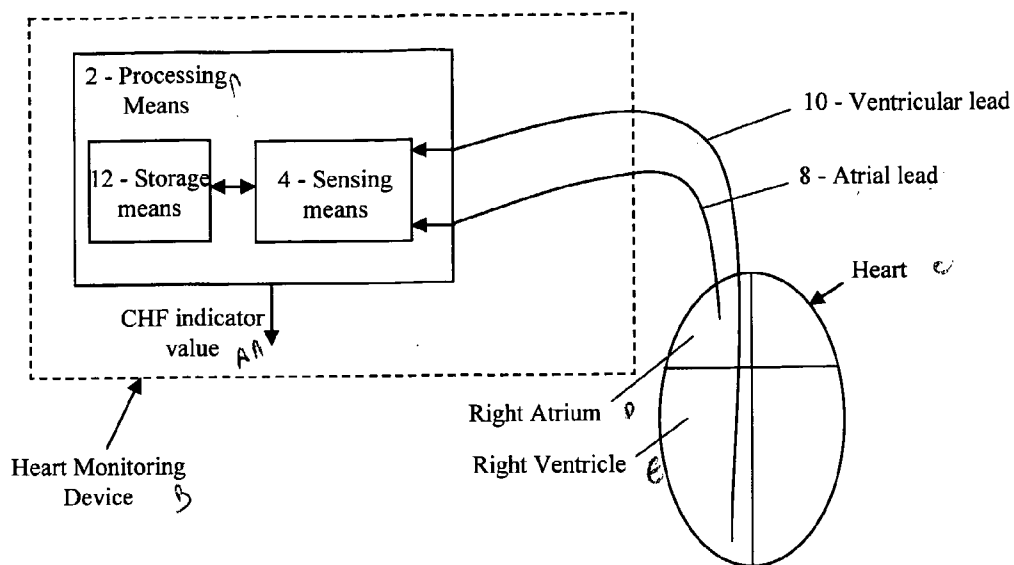 2 - Processing
Means
12 - Storage
means
4 - Sensing
means
10 - Ventricular lead
8 - Atrial lead
Heart
CHF indicator
value
Right Atrium
Right Ventricle
Heart Monitoring
Device B